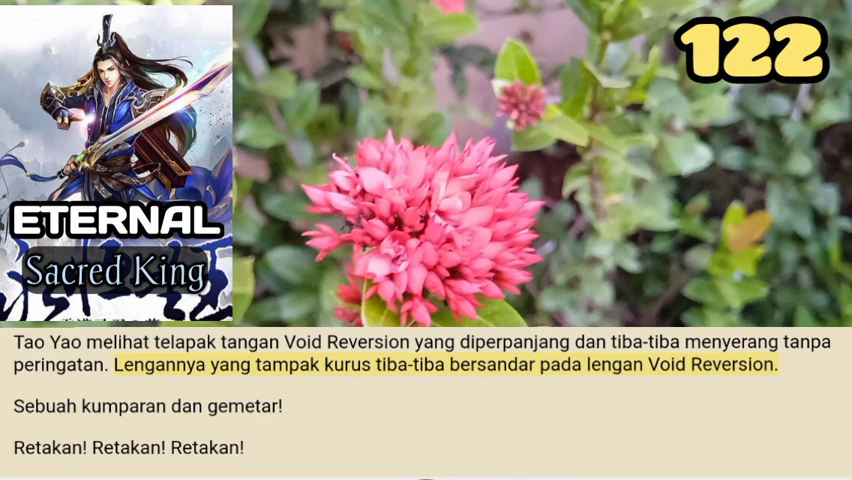 122
ETERNAL
Sacred King
Tao Yao melihat telapak tangan Void Reversion yang diperpanjang dan tiba-tiba menyerang tanpa
peringatan. Lengannya yang tampak kurus tiba-tiba bersandar pada lengan Void Reversion.
Sebuah kumparan dan gemetar!
Retakan! Retakan! Retakan!